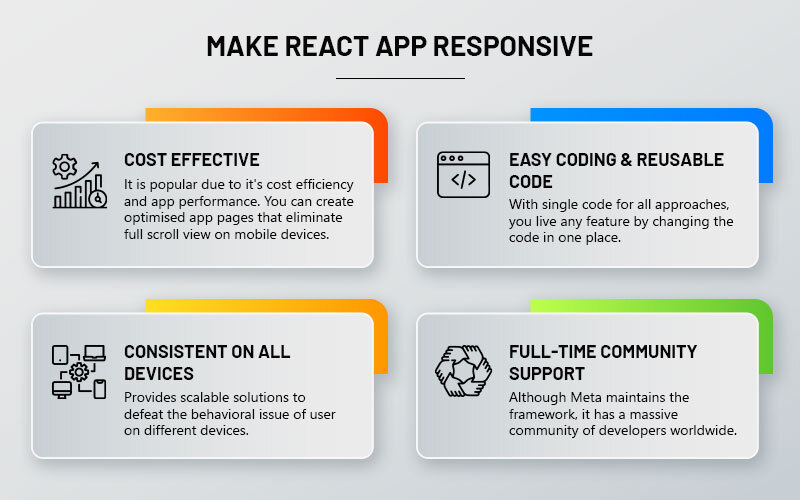 MAKE REACT APP RESPONSIVE
COST EFFECTIVE
It is popular due to it's cost efficiency
and app performance. You can create
optimised app pages that eliminate
full scroll view on mobile devices.
EASY CODING & REUSABLE
CODE
With single code for all approaches,
you live any feature by changing the
code in one place.
CONSISTENT ON ALL
DEVICES
Provides scalable solutions to
defeat the behavioral issue of user
on different devices.
FULL-TIME COMMUNITY
SUPPORT
Although Meta maintains the
framework, it has a massive
community of developers worldwide.